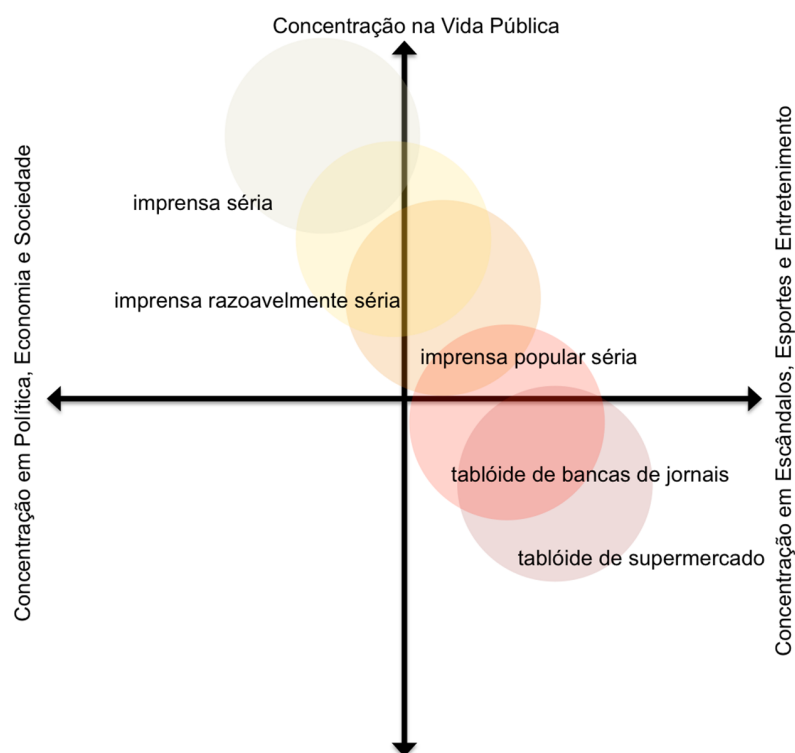 Concentração na Vida Pública
Concentração em Política, Economia e Sociedade
Concentração em Escândalos, Esportes e Entretenimento
imprensa séria
imprensa razoavelmente séria
imprensa popular séria
tablóide de bancas de jornais
tablóide de supermercado